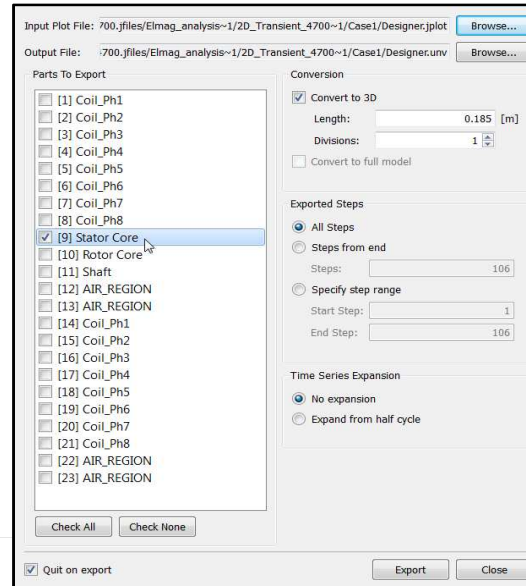 Input Plot File: '700.jfiles/Elmag_analysis~1/2D_Transient_4700~1/Case1/Designer.jplot Browse...
Output File: ;700.jfiles/Elmag_analysis~1/2D_Transient_4700~1/Case1/Designer.unv Browse...
Parts To Export
[1] Coil_Ph1
[2] Coil_Ph2
[3] Coil_Ph3
[4] Coil_Ph4
[5] Coil_Ph5
[6] Coil_Ph6
[7] Coil_Ph7
[8] Coil_Ph8
[9] Stator Core
[10] Rotor Core
[11] Shaft
[12] AIR_REGION
[13] AIR_REGION
[14] Coil_Ph1
[15] Coil_Ph2
[16] Coil_Ph3
[17] Coil_Ph4
[18] Coil_Ph5
[19] Coil_Ph6
[20] Coil_Ph7
[21] Coil_Ph8
[22] AIR_REGION
[23] AIR_REGION
Check All Check None
Conversion
Convert to 3D
Length: 0.185 [m]
Divisions: 1
Convert to full model
Exported Steps
All Steps
Steps from end
Steps: 106
Specify step range
Start Step: 1
End Step: 106
Time Series Expansion
No expansion
Expand from half cycle
Quit on export Export Close